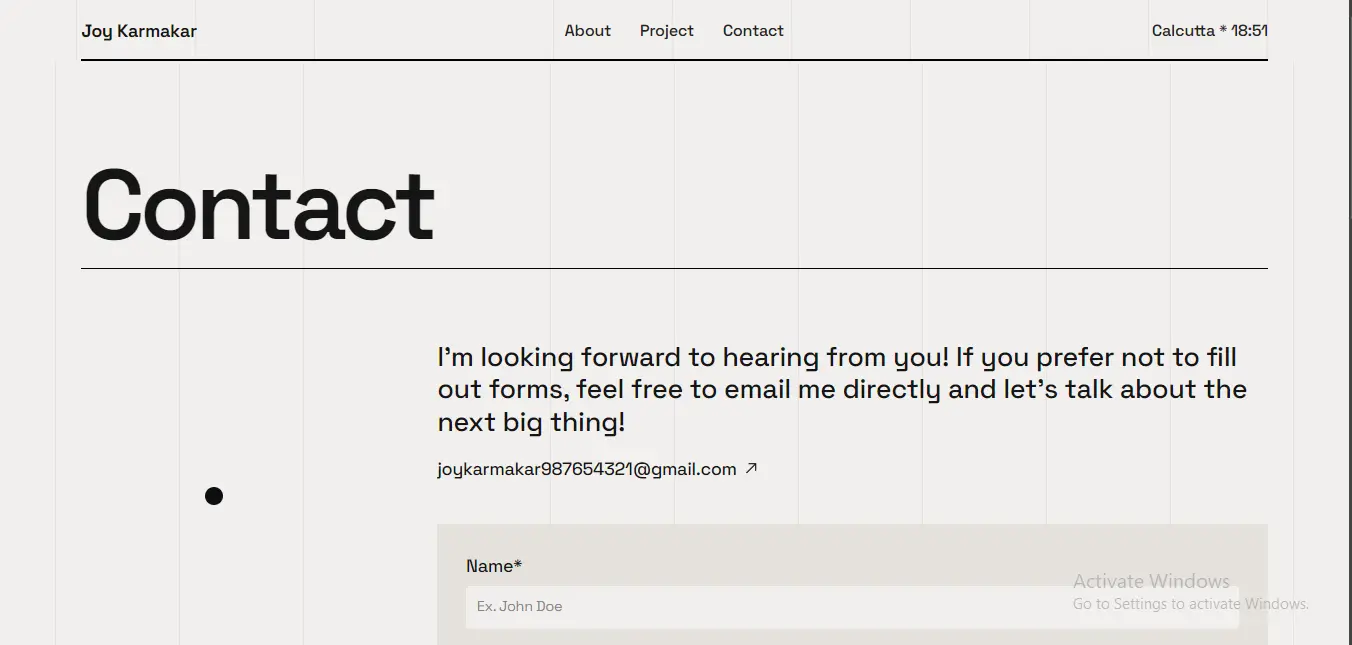 Joy Karmakar
About Project Contact
Calcutta * 18:51
Contact
I'm looking forward to hearing from you! If you prefer not to fill
out forms, feel free to email me directly and let's talk about the
next big thing!
joykarmakar987654321@gmail.com ↗
Name*
Ex. John Doe
Activate Windows
Go to Settings to activate Windows.